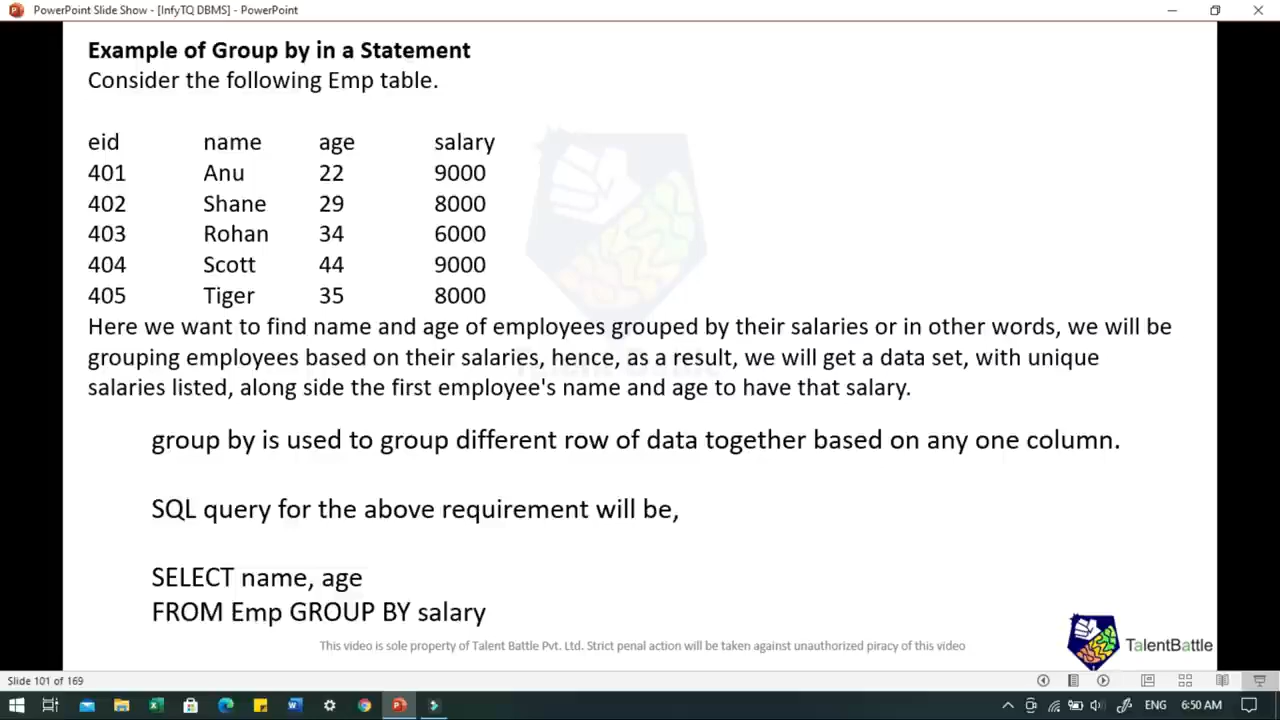 PowerPoint Slide Show - [InfyTQ DBMS] - PowerPoint
Example of Group by in a Statement
Consider the following Emp table.
eid name age salary
401 Anu 22 9000
402 Shane 29 8000
403 Rohan 34 6000
404 Scott 44 9000
405 Tiger 35 8000
Here we want to find name and age of employees grouped by their salaries or in other words, we will be
grouping employees based on their salaries, hence, as a result, we will get a data set, with unique
salaries listed, along side the first employee's name and age to have that salary.
group by is used to group different row of data together based on any one column.
SQL query for the above requirement will be,
SELECT name, age
FROM Emp GROUP BY salary
This video is sole property of Talent Battle Pvt. Ltd. Strict penal action will be taken against unauthorized piracy of this video
TalentBattle
Slide 101 of 169
ENG 6:50 AM